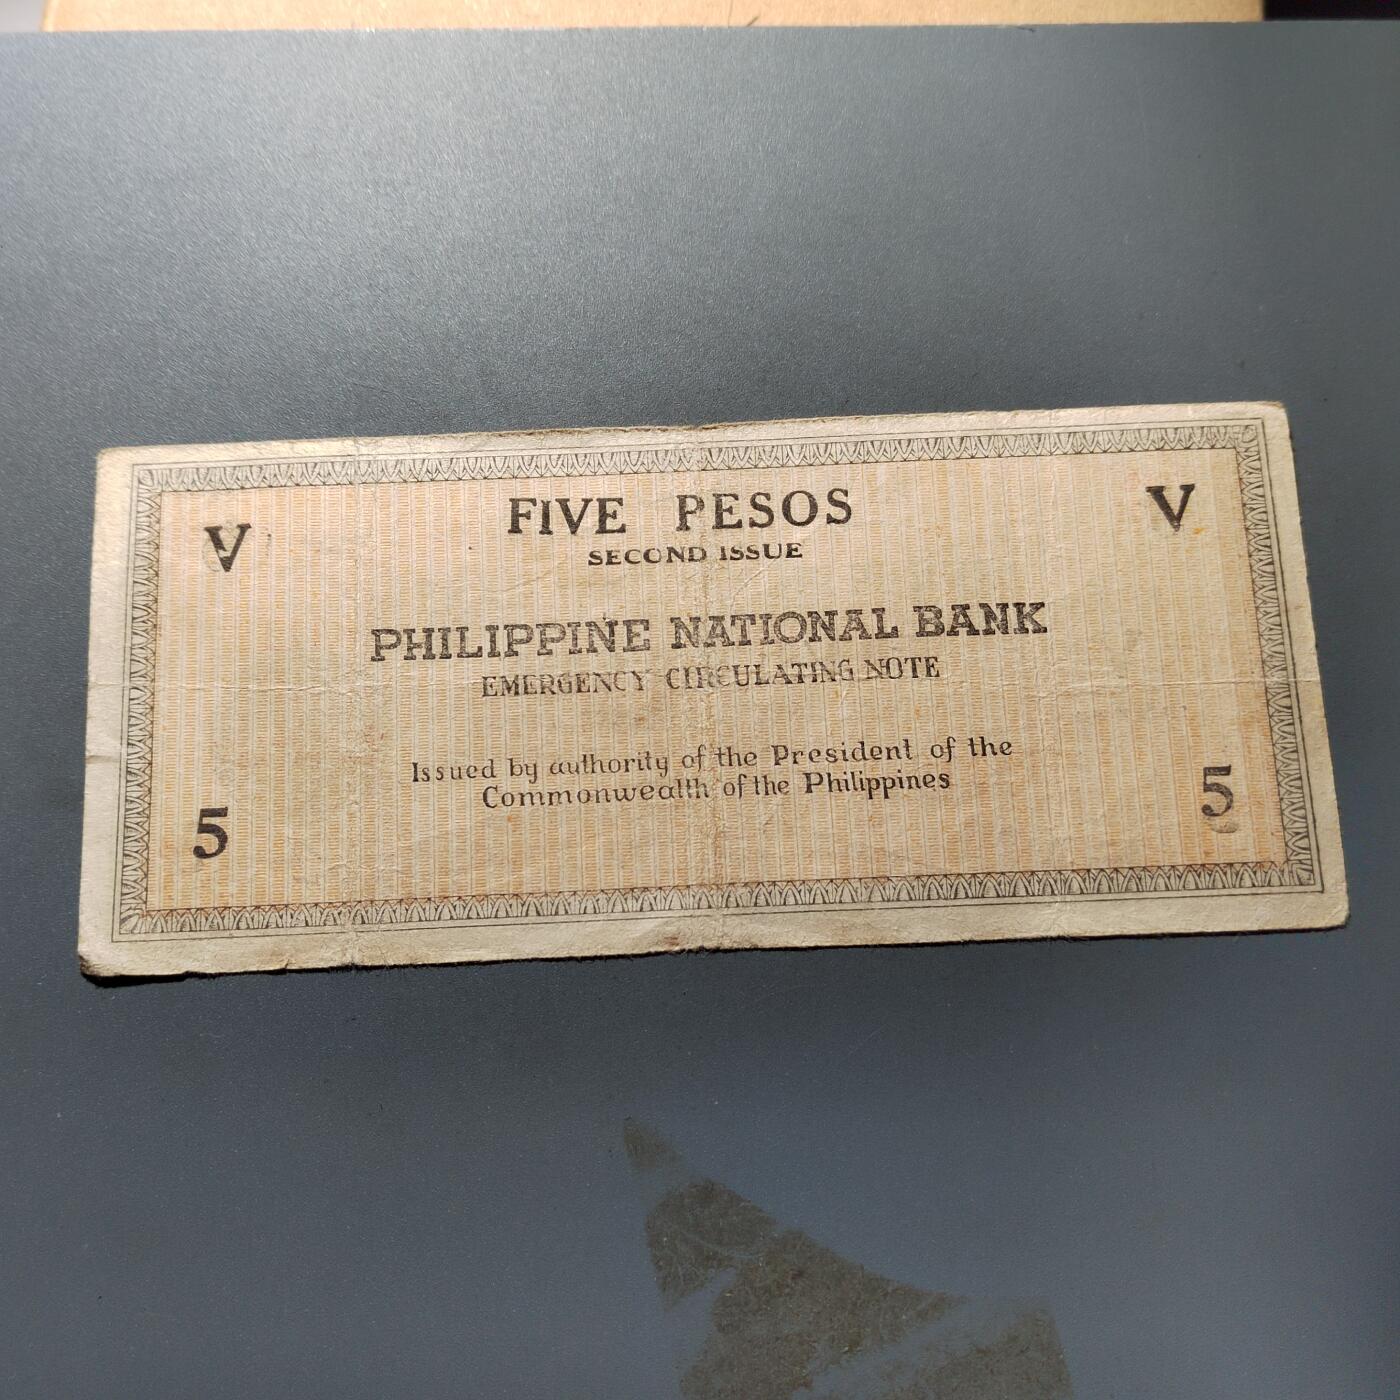 FIVE PESOS
SECOND ISSUE
V
V
PHILIPPINE NATIONAL BANK
EMERGENCY CIRCULATING NOTE
Issued by authority of the President of the
Commonwealth of the Philippines
5
5